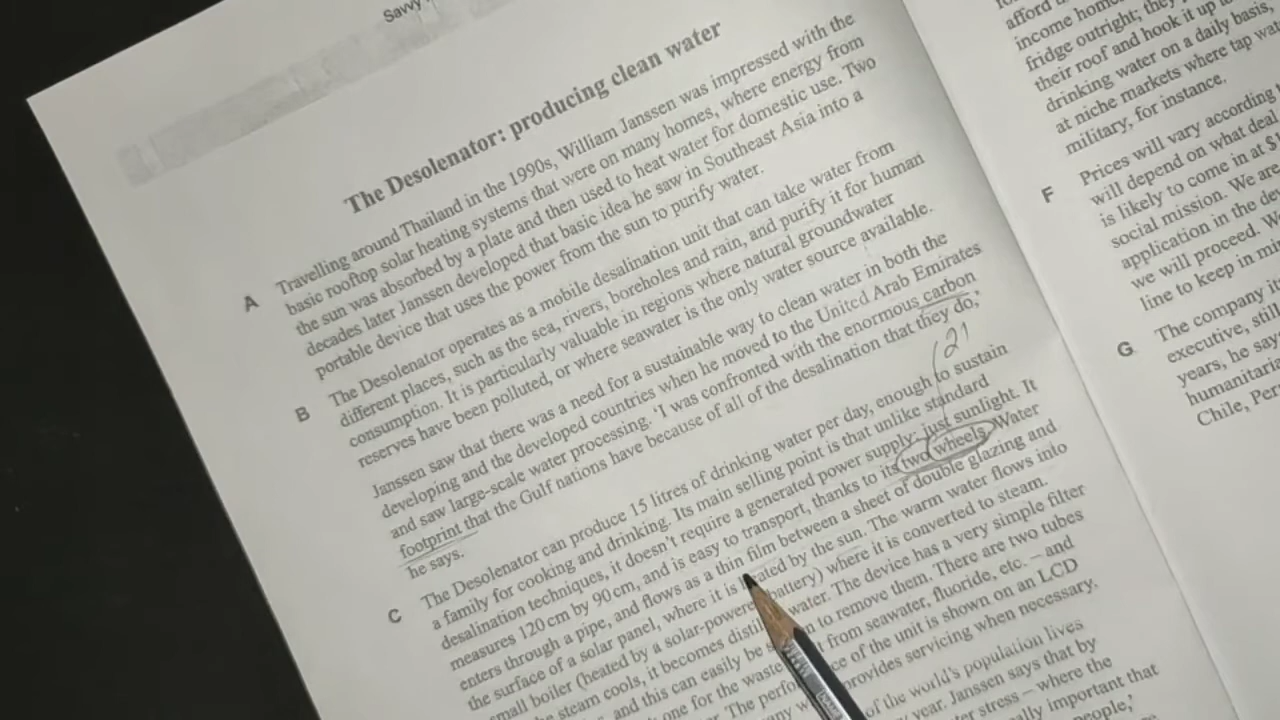 Savvy
The Desolenator: producing clean water
A Travelling around Thailand in the 1990s, William Janssen was impressed with the
basic rooftop solar heating systems that were on many homes, where energy from
the sun was absorbed by a plate and then used to heat water for domestic use. Two
decades later Janssen developed that basic idea he saw in Southeast Asia into a
portable device that uses the power from the sun to purify water.
B The Desolenator operates as a mobile desalination unit that can take water from
different places, such as the sea, rivers, boreholes and rain, and purify it for human
consumption. It is particularly valuable in regions where natural groundwater
reserves have been polluted, or where seawater is the only water source available.
Janssen saw that there was a need for a sustainable way to clean water in both the
developing and the developed countries when he moved to the United Arab Emirates
and saw large-scale water processing. 'I was confronted with the enormous carbon
footprint that the Gulf nations have because of all of the desalination that they do,'
he says.
21
C The Desolenator can produce 15 litres of drinking water per day, enough to sustain
a family for cooking and drinking. Its main selling point is that unlike standard
desalination techniques, it doesn't require a generated power supply: just sunlight. It
measures 120 cm by 90 cm, and is easy to transport, thanks to its two wheels. Water
enters through a pipe, and flows as a thin film between a sheet of double glazing and
the surface of a solar panel, where it is by the sun. The warm water flows into
small boiler (heated by a solar-powered battery) where it is converted to steam.
steam cools, it becomes water. The device has a very simple filter
and this can easily be to remove them. There are two tubes
one for the waste from seawater, fluoride, etc. – and
The of the unit is shown on an LCD
provides servicing when necessary.
of the world's population lives
year. Janssen says that by
stress – where the
important that
people,'
afford
income
fridge outright; they
their roof and hook it up
drinking water on a daily basis,
at niche markets where tap
military, for instance.
F Prices will vary according
will depend on what
is likely to come in at
social mission. We are
application in the
we will proceed.
line to keep in
G The company
executive,
years, he
Chile,